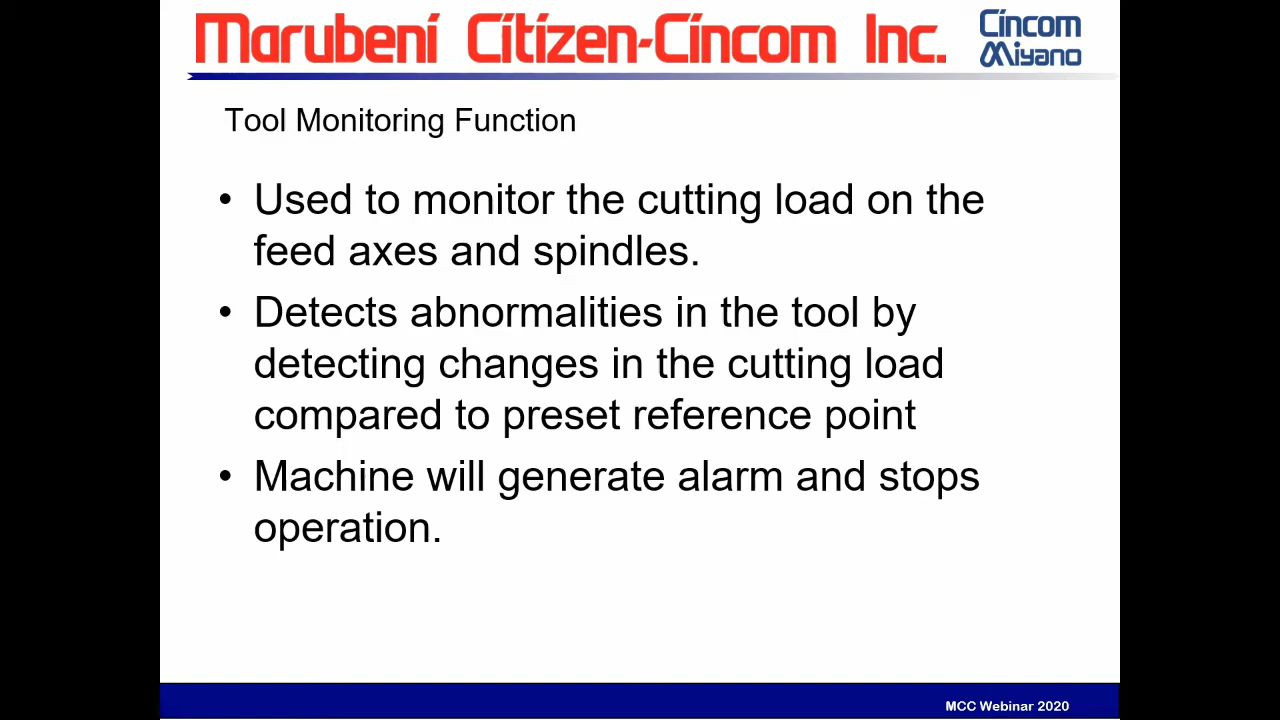 Marubeni Citizen-Cincom Inc.
Cincom
Miyano
Tool Monitoring Function
• Used to monitor the cutting load on the
feed axes and spindles.
• Detects abnormalities in the tool by
detecting changes in the cutting load
compared to preset reference point
• Machine will generate alarm and stops
operation.
MCC Webinar 2020